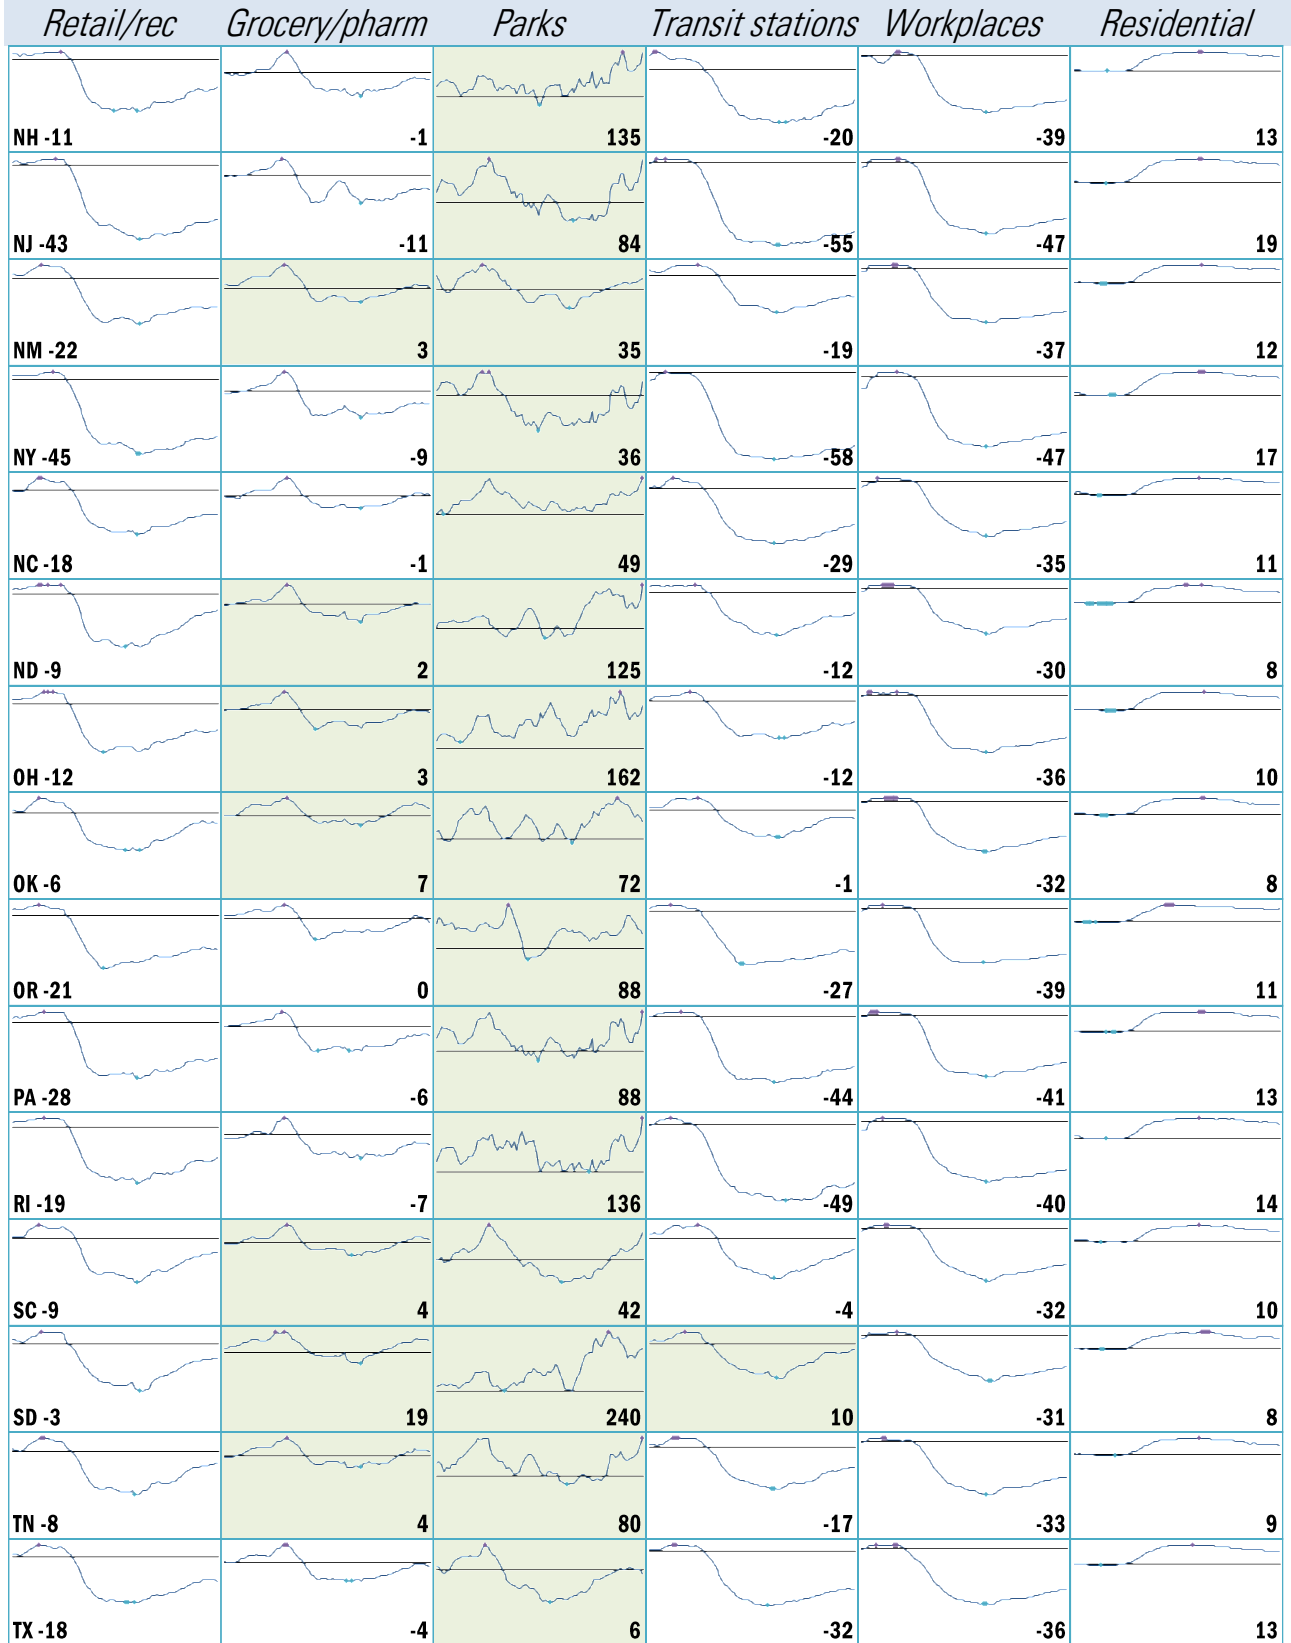 Retail/rec Grocery/pharm Parks Transit stations Workplaces Residential
NH -11 -1 135 -20 -39 13
NJ -43 -11 84 -55 -47 19
NM -22 3 35 -19 -37 12
NY -45 -9 36 -58 -47 17
NC -18 -1 49 -29 -35 11
ND -9 2 125 -12 -30 8
OH -12 3 162 -12 -36 10
OK -6 7 72 -1 -32 8
OR -21 0 88 -27 -39 11
PA -28 -6 88 -44 -41 13
RI -19 -7 136 -49 -40 14
SC -9 4 42 -4 -32 10
SD -3 19 240 10 -31 8
TN -8 4 80 -17 -33 9
TX -18 -4 6 -32 -36 13